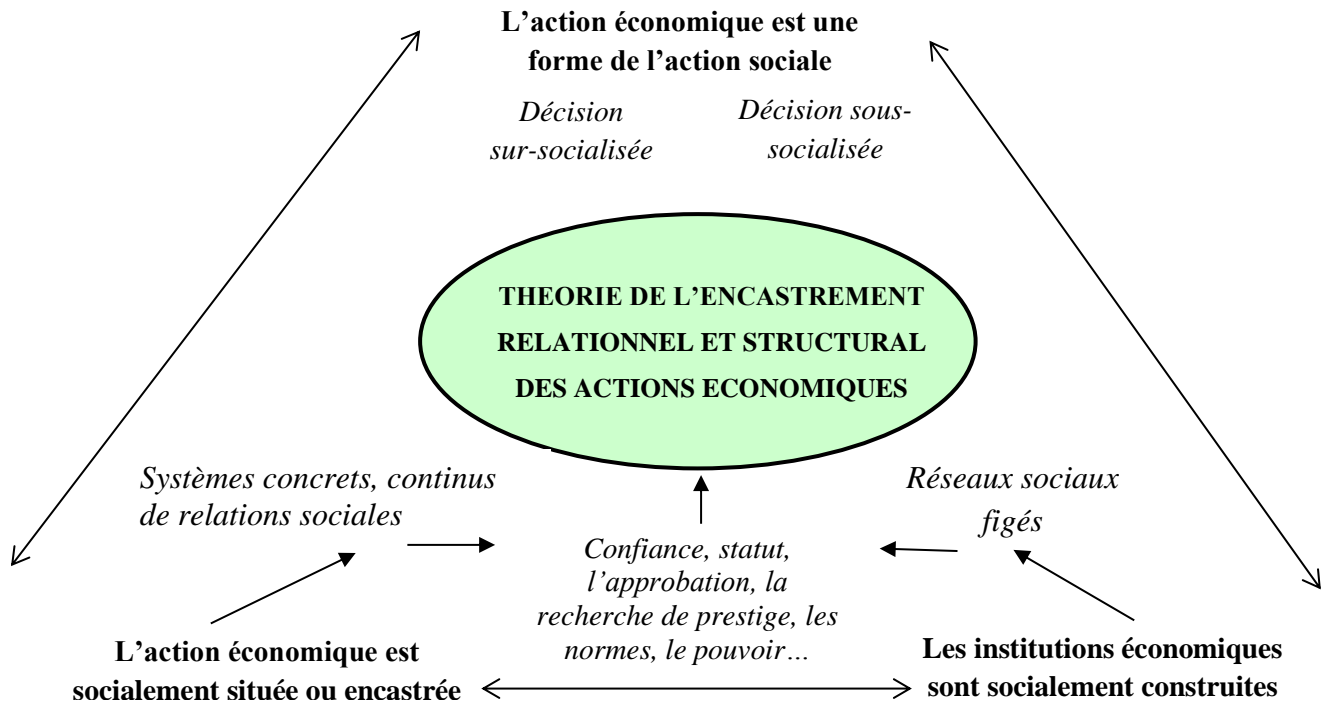 L’action économique est une
forme de l’action sociale
Décision
sur-socialisée
Décision sous-
socialisée
THEORIE DE L’ENCASTREMENT
RELATIONNEL ET STRUCTURAL
DES ACTIONS ECONOMIQUES
Systèmes concrets, continus
de relations sociales
Réseaux sociaux
figés
Confiance, statut,
l’approbation, la
recherche de prestige, les
normes, le pouvoir…
L’action économique est
socialement située ou encastrée
Les institutions économiques
sont socialement construites